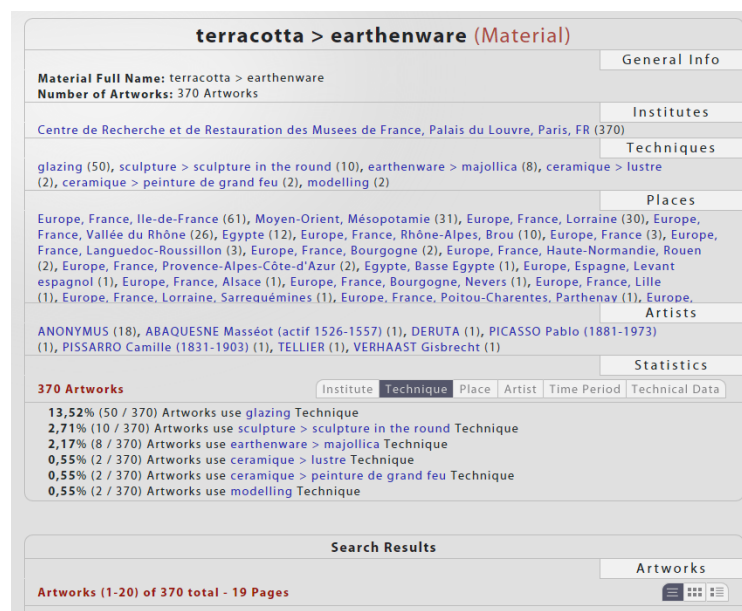 terracotta > earthenware (Material)
General Info
Material Full Name: terracotta > earthenware
Number of Artworks: 370 Artworks
Institutes
Centre de Recherche et de Restauration des Musees de France, Palais du Louvre, Paris, FR (370)
Techniques
glazing (50), sculpture > sculpture in the round (10), earthenware > majollica (8), ceramique > lustre
(2), ceramique > peinture de grand feu (2), modelling (2)
Places
Europe, France, Ile-de-France (61), Moyen-Orient, Mésopotamie (31), Europe, France, Lorraine (30), Europe,
France, Vallée du Rhône (26), Egypte (12), Europe, France, Rhône-Alpes, Brou (10), Europe, France (3), Europe,
France, Languedoc-Roussillon (3), Europe, France, Bourgogne (2), Europe, France, Haute-Normandie, Rouen
(2), Europe, France, Provence-Alpes-Côte-d'Azur (2), Egypte, Basse Egypte (1), Europe, Espagne, Levant
espagnol (1), Europe, France, Alsace (1), Europe, France, Bourgogne, Nevers (1), Europe, France, Lille
(1), Europe, France, Lorraine, Sarreguémines (1), Europe, France, Poitou-Charentes, Parthenay (1), Europe,
Artists
ANONYMUS (18), ABAQUESNE Masséot (actif 1526-1557) (1), DERUTA (1), PICASSO Pablo (1881-1973)
(1), PISSARRO Camille (1831-1903) (1), TELLIER (1), VERHAAST Gisbrecht (1)
Statistics
370 Artworks Institute Technique Place Artist Time Period Technical Data
13,52% (50 / 370) Artworks use glazing Technique
2,71% (10 / 370) Artworks use sculpture > sculpture in the round Technique
2,17% (8 / 370) Artworks use earthenware > majollica Technique
0,55% (2 / 370) Artworks use ceramique > lustre Technique
0,55% (2 / 370) Artworks use ceramique > peinture de grand feu Technique
0,55% (2 / 370) Artworks use modelling Technique
Search Results
Artworks
Artworks (1-20) of 370 total - 19 Pages